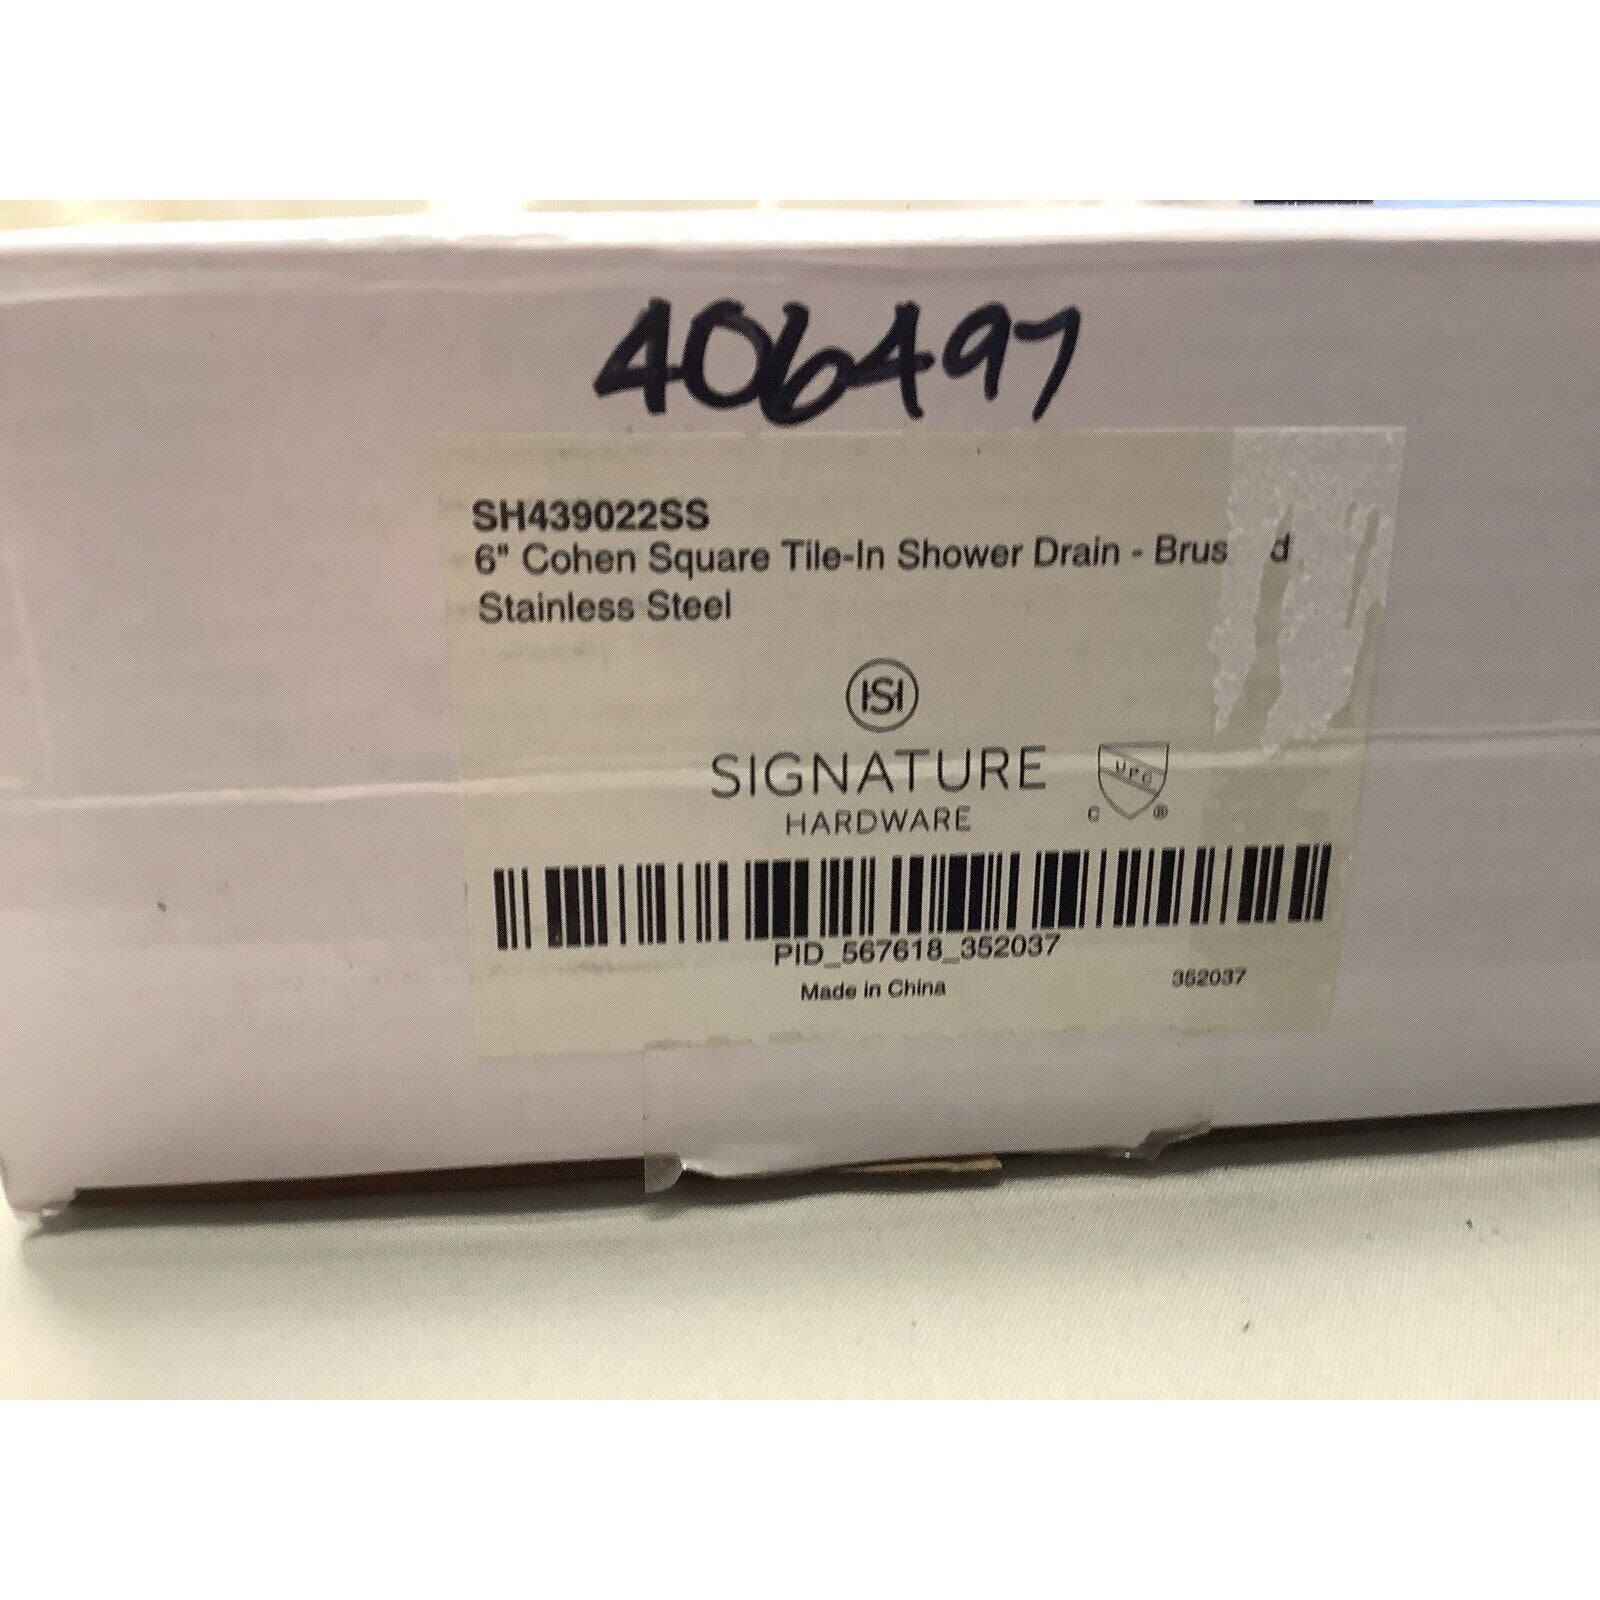 406497
SH439022SS
6" Cohen Square Tile-In Shower Drain - Brus d
Stainless Steel
SH
SIGNATURE
HARDWARE
UPC
C ®
PID_567618_352037
Made in China
352037